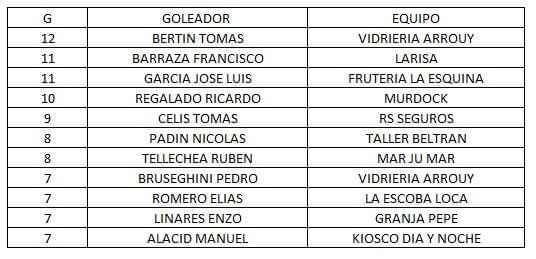 G GOLEADOR EQUIPO
12 BERTIN TOMAS VIDRIERIA ARROUY
11 BARRAZA FRANCISCO LARISA
11 GARCIA JOSE LUIS FRUTERIA LA ESQUINA
10 REGALADO RICARDO MURDOCK
9 CELIS TOMAS RS SEGUROS
8 PADIN NICOLAS TALLER BELTRAN
8 TELLECHEA RUBEN MAR JU MAR
7 BRUSEGHINI PEDRO VIDRIERIA ARROUY
7 ROMERO ELIAS LA ESCOBA LOCA
7 LINARES ENZO GRANJA PEPE
7 ALACID MANUEL KIOSCO DIA Y NOCHE